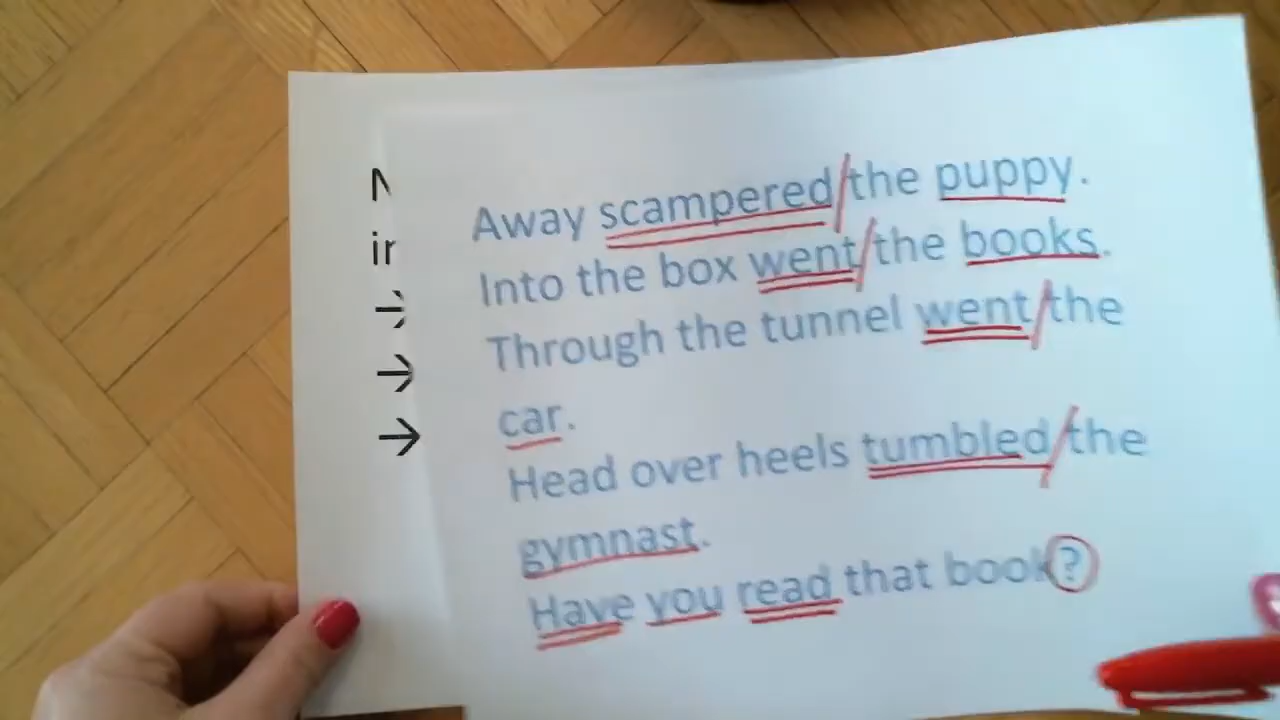 Away scampered/the puppy.
Into the box went/the books.
Through the tunnel went/the
car.
Head over heels tumbled/the
gymnast.
Have you read that book?
→
→